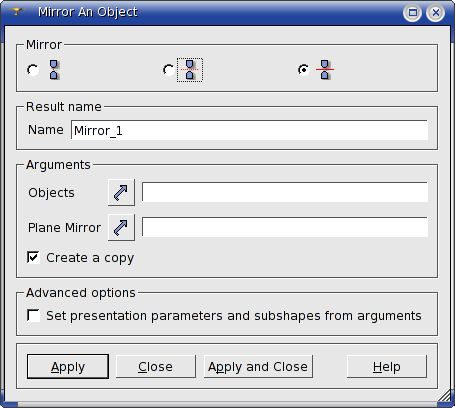 Mirror An Object
Mirror
Result name
Name Mirror_1
Arguments
Objects
Plane Mirror
Create a copy
Advanced options
Set presentation parameters and subshapes from arguments
Apply Close Apply and Close Help